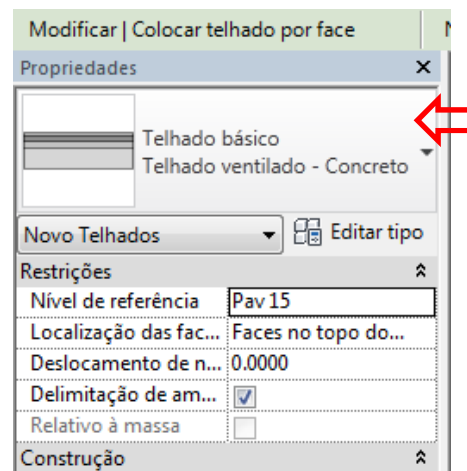 Modificar | Colocar telhado por face
Propriedades
Telhado básico
Telhado ventilado - Concreto
Novo Telhados Editar tipo
Restrições
Nível de referência Pav 15
Localização das fac... Faces no topo do...
Deslocamento de n... 0.0000
Delimitação de am...
Relativo à massa
Construção